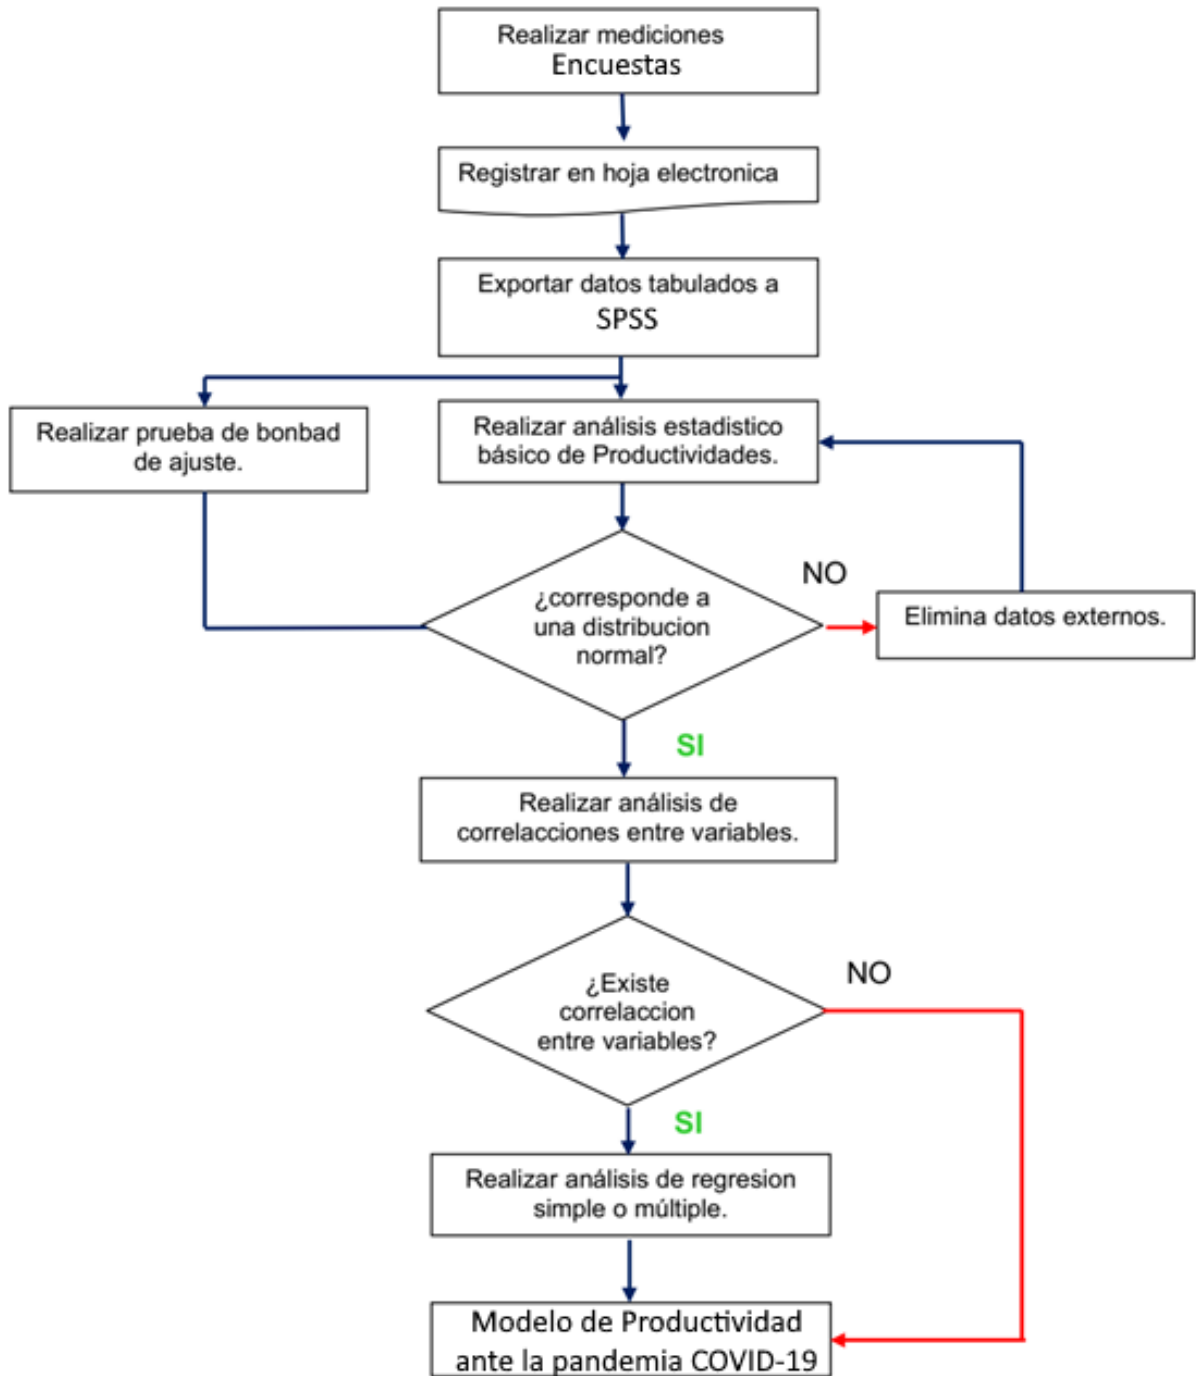 Realizar mediciones
Encuestas
Registrar en hoja electronica
Exportar datos tabulados a
SPSS
Realizar prueba de bonbad
de ajuste.
Realizar análisis estadistico
básico de Productividades.
¿corresponde a
una distribucion
normal?
NO
Elimina datos externos.
SI
Realizar análisis de
correlacciones entre variables.
¿Existe
correlaccion
entre variables?
NO
SI
Realizar análisis de regresion
simple o múltiple.
Modelo de Productividad
ante la pandemia COVID-19